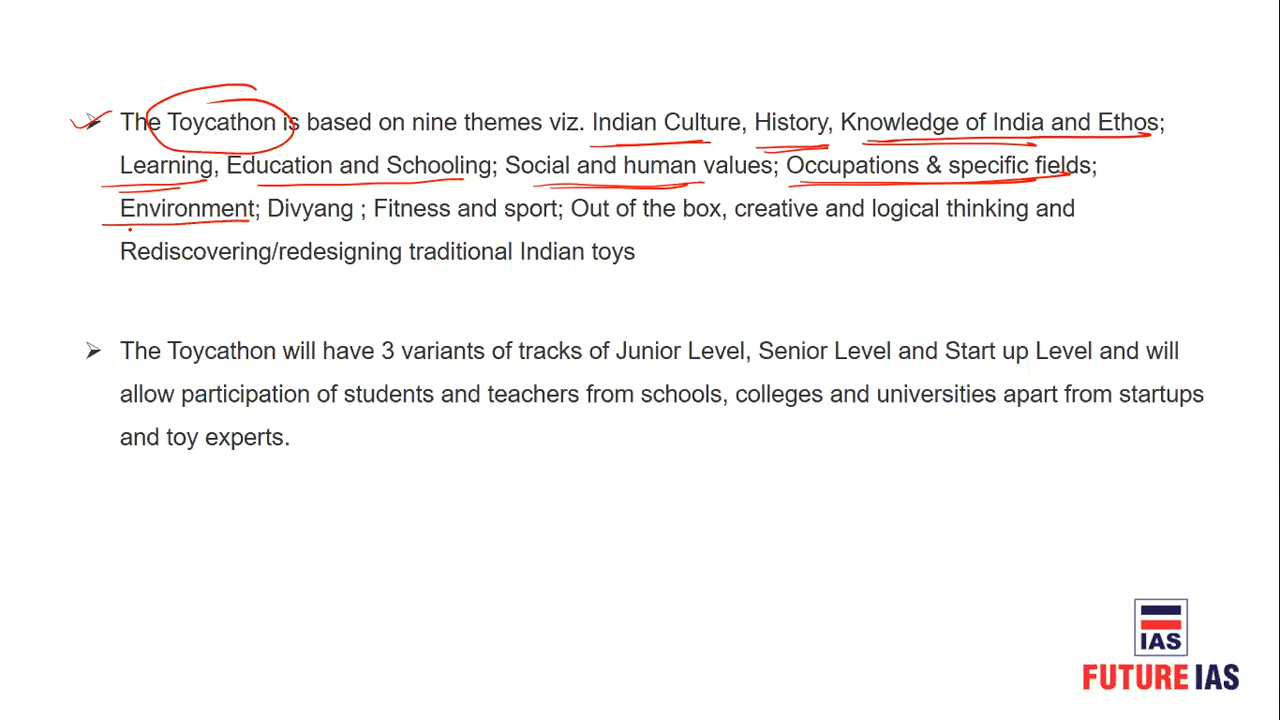 The Toycathon is based on nine themes viz. Indian Culture, History, Knowledge of India and Ethos;
Learning, Education and Schooling; Social and human values; Occupations & specific fields;
Environment; Divyang ; Fitness and sport; Out of the box, creative and logical thinking and
Rediscovering/redesigning traditional Indian toys
The Toycathon will have 3 variants of tracks of Junior Level, Senior Level and Start up Level and will
allow participation of students and teachers from schools, colleges and universities apart from startups
and toy experts.
IAS
FUTURE IAS